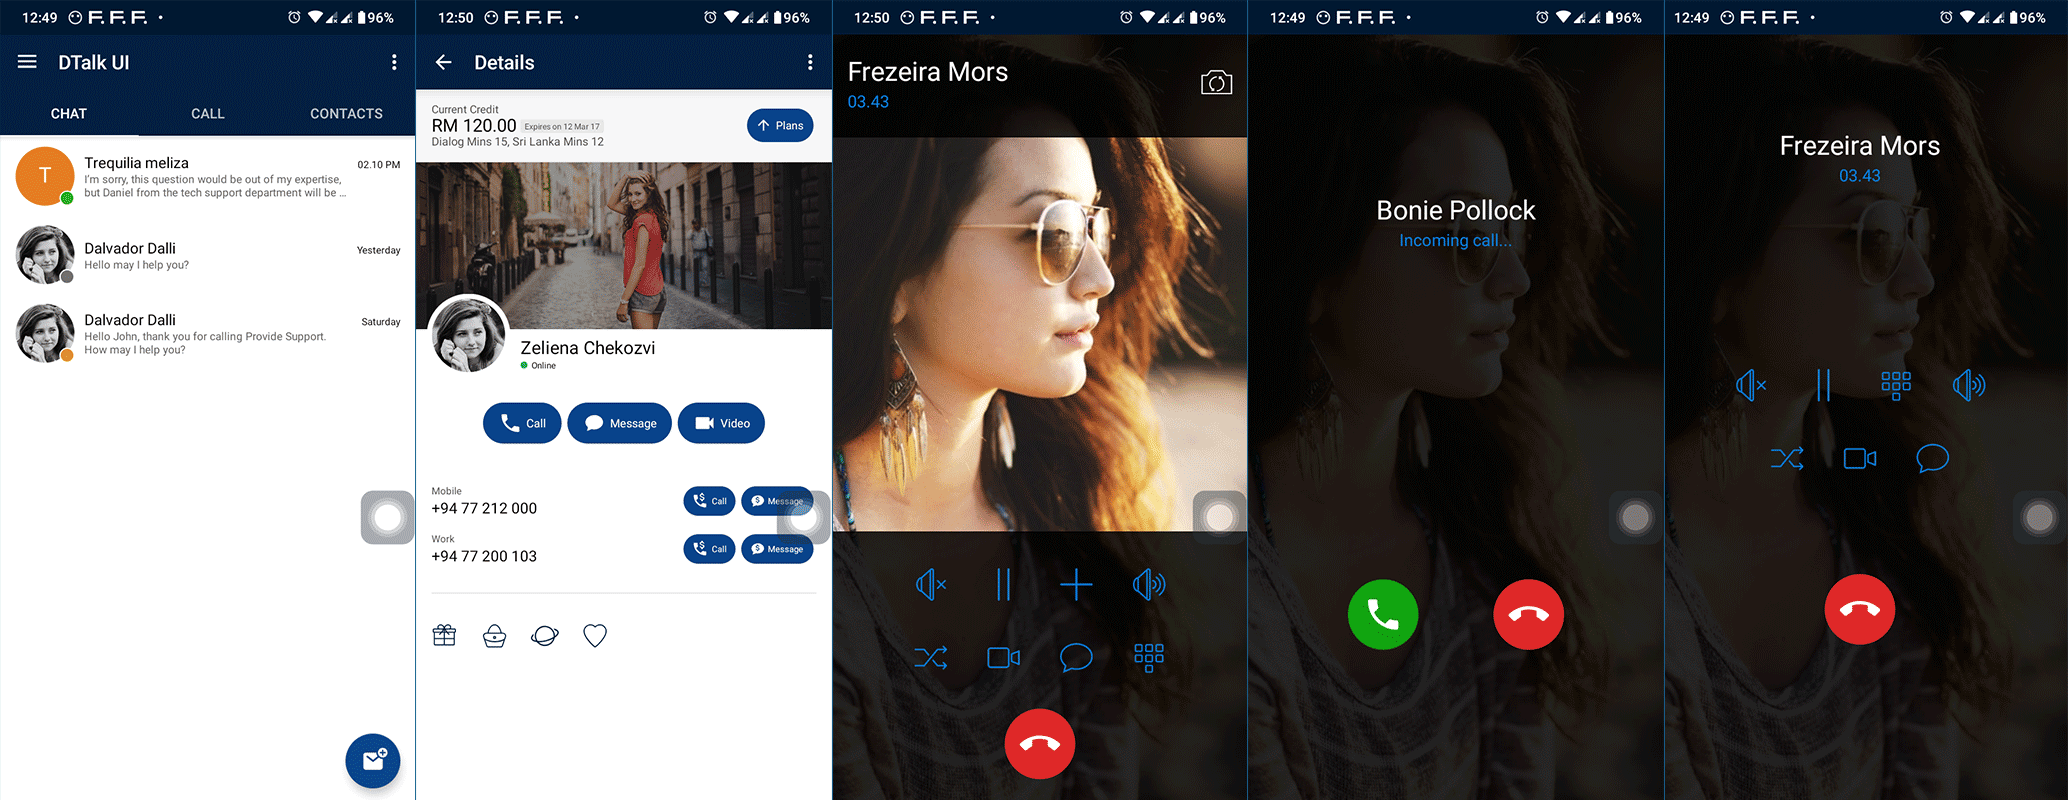 12:49 F. F. F. • 96%
DTalk UI
CHAT CALL CONTACTS
T
Trequilia meliza 02.10 PM
I'm sorry, this question would be out of my expertise,
but Daniel from the tech support department will be ...
Dalvador Dalli Yesterday
Hello may I help you?
Dalvador Dalli Saturday
Hello John, thank you for calling Provide Support.
How may I help you?
12:50 F. F. F. • 96%
Details
Current Credit
RM 120.00 Expires on 12 Mar 17
Dialog Mins 15, Sri Lanka Mins 12
Plans
Zeliena Chekozvi
Online
Call Message Video
Mobile
+94 77 212 000
Call Message
Work
+94 77 200 103
Call Message
12:50 F. F. F. • 96%
Frezeira Mors
03.43
12:49 F. F. F. • 96%
Bonie Pollock
Incoming call...
12:49 F. F. F. • 96%
Frezeira Mors
03.43